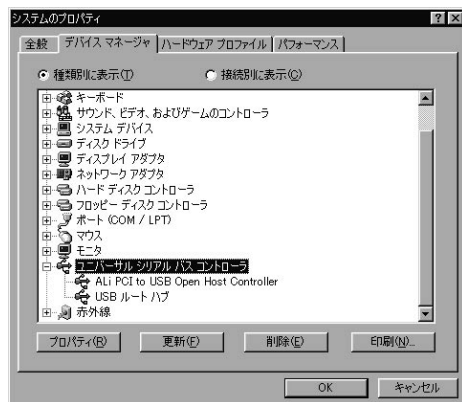 システムのプロパティ
全般 デバイス マネージャ ハードウェア プロファイル パフォーマンス
種類別に表示(T) 接続別に表示(C)
キーボード
サウンド、ビデオ、およびゲームのコントローラ
システム デバイス
ディスク ドライブ
ディスプレイ アダプタ
ネットワーク アダプタ
ハード ディスク コントローラ
フロッピー ディスク コントローラ
ポート (COM / LPT)
マウス
モニタ
ユニバーサル シリアル バス コントローラ
ALi PCI to USB Open Host Controller
USB ルート ハブ
赤外線
プロパティ(R) 更新(F) 削除(E) 印刷(N)...
OK キャンセル